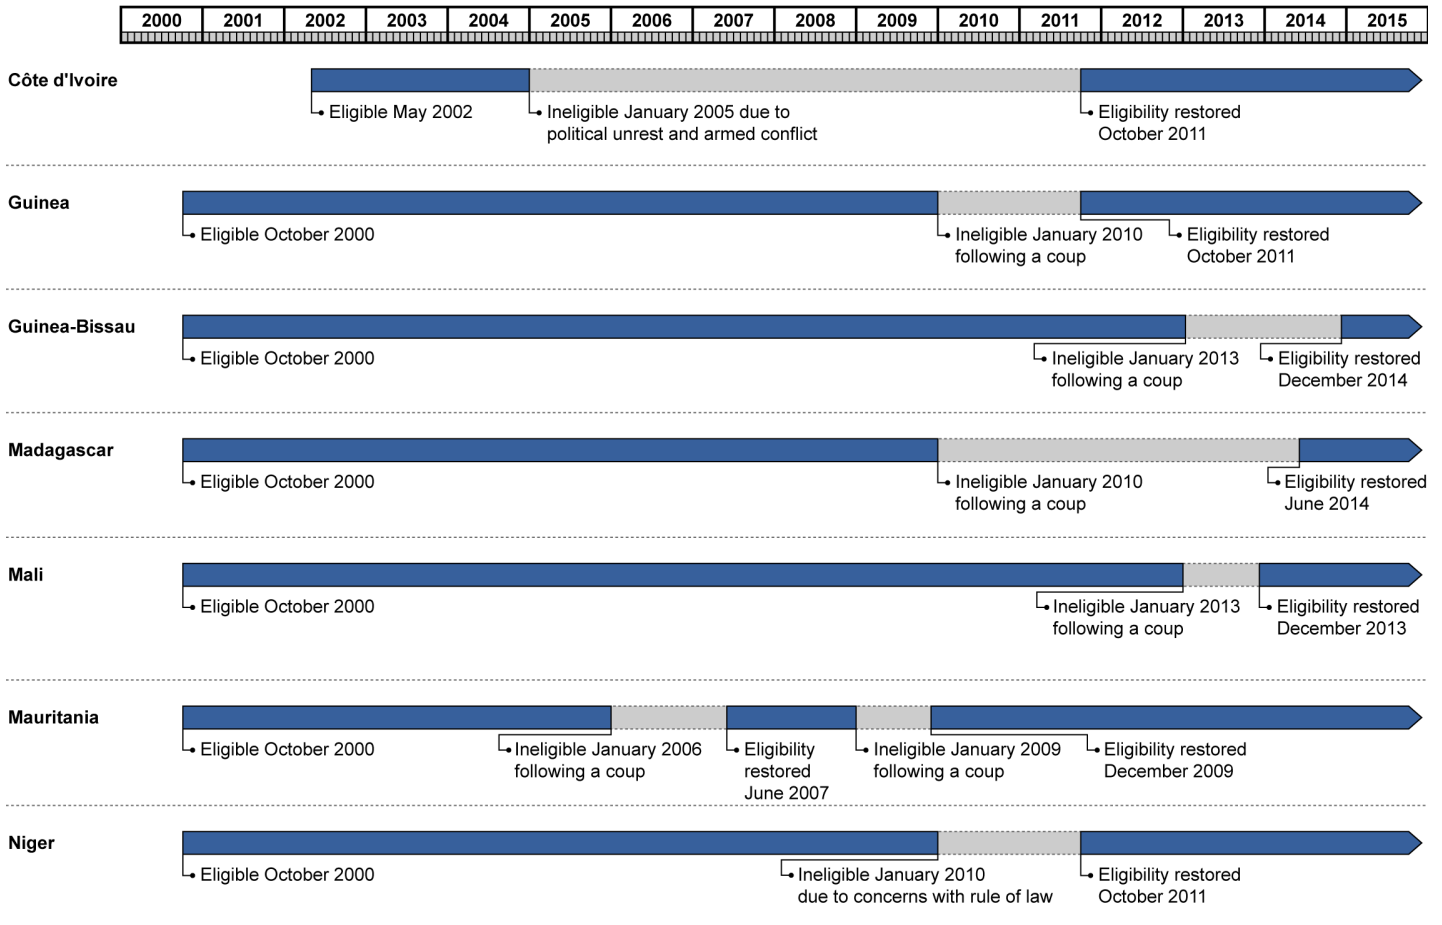 2000 2001 2002 2003 2004 2005 2006 2007 2008 2009 2010 2011 2012 2013 2014 2015
Côte d'Ivoire
Eligible May 2002
Ineligible January 2005 due to
political unrest and armed conflict
Eligibility restored
October 2011
Guinea
Eligible October 2000
Ineligible January 2010
following a coup
Eligibility restored
October 2011
Guinea-Bissau
Eligible October 2000
Ineligible January 2013
following a coup
Eligibility restored
December 2014
Madagascar
Eligible October 2000
Ineligible January 2010
following a coup
Eligibility restored
June 2014
Mali
Eligible October 2000
Ineligible January 2013
following a coup
Eligibility restored
December 2013
Mauritania
Eligible October 2000
Ineligible January 2006
following a coup
Eligibility
restored
June 2007
Ineligible January 2009
following a coup
Eligibility restored
December 2009
Niger
Eligible October 2000
Ineligible January 2010
due to concerns with rule of law
Eligibility restored
October 2011